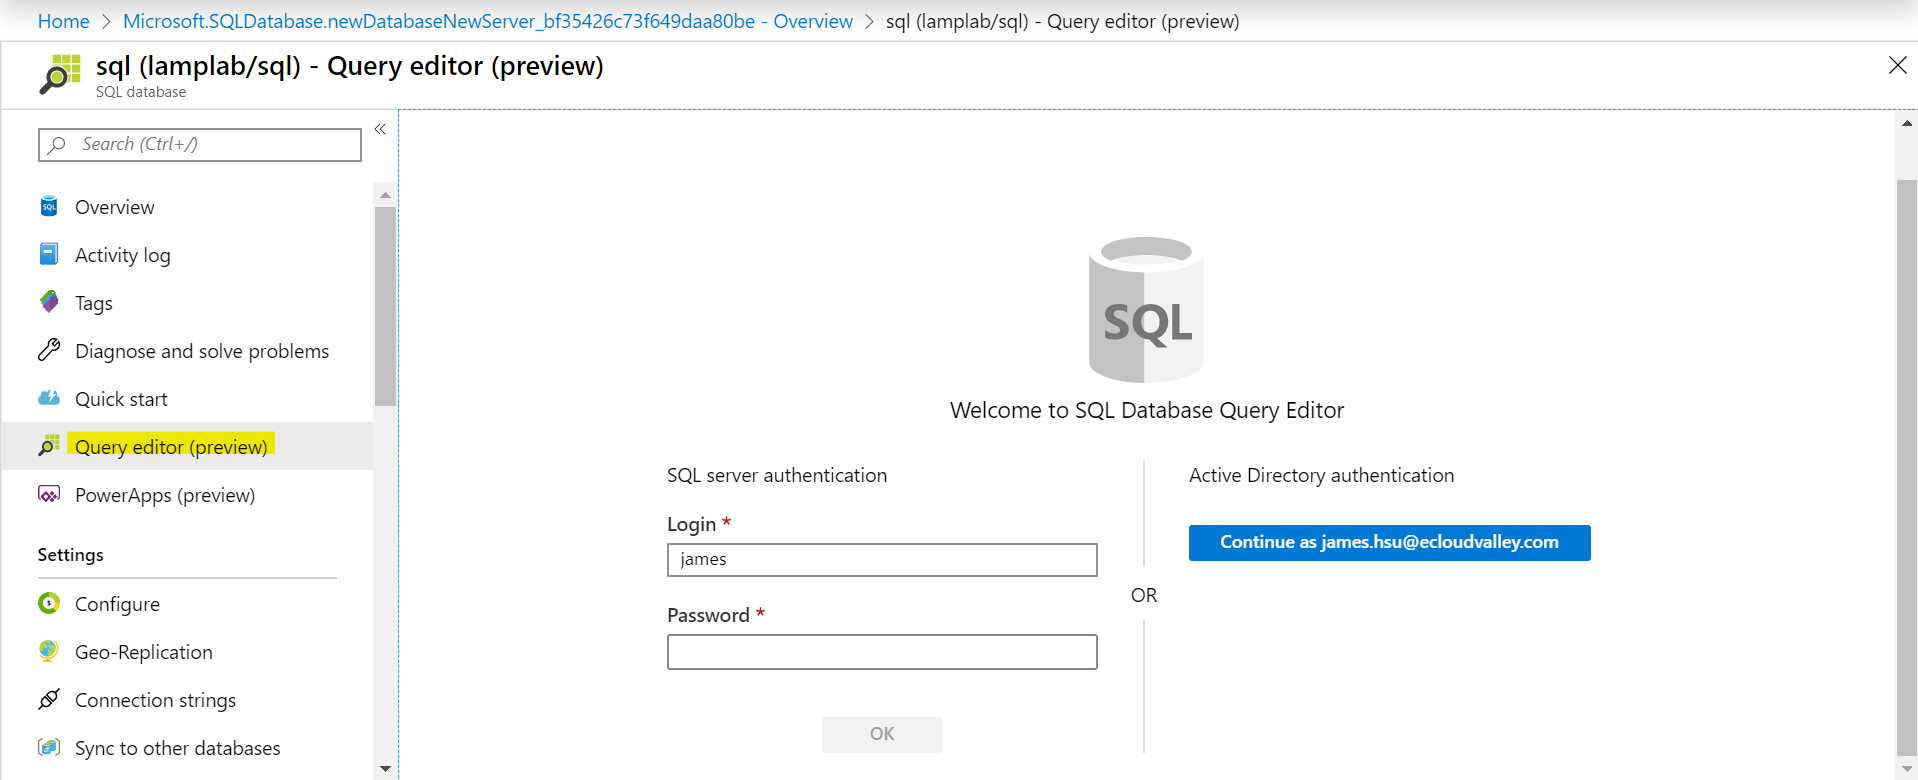 Home > Microsoft.SQLDatabase.newDatabaseNewServer_bf35426c73f649daa80be - Overview > sql (lamplab/sql) - Query editor (preview)
sql (lamplab/sql) - Query editor (preview)
SQL database
Search (Ctrl+/)
Overview
Activity log
Tags
Diagnose and solve problems
Quick start
Query editor (preview)
PowerApps (preview)
Settings
Configure
Geo-Replication
Connection strings
Sync to other databases
SQL
Welcome to SQL Database Query Editor
SQL server authentication
Login *
james
Password *
OK
OR
Active Directory authentication
Continue as james.hsu@ecloudvalley.com